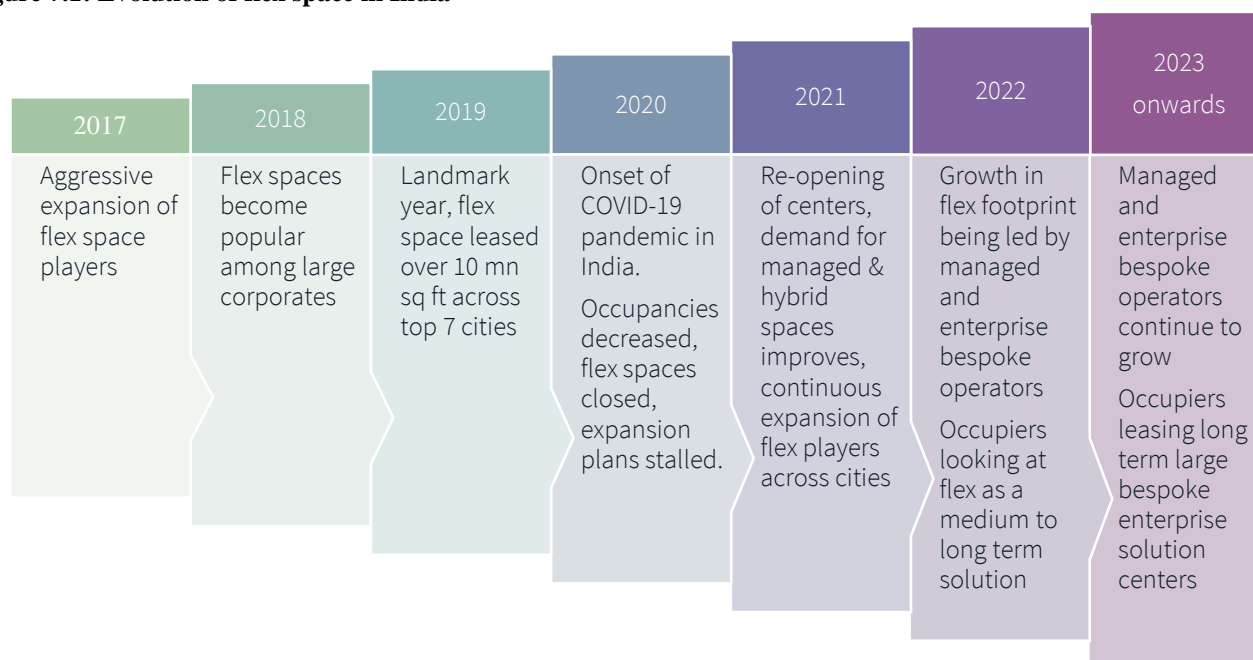 2017
Aggressive
expansion of
flex space
players
2018
Flex spaces
become
popular
among large
corporates
2019
Landmark
year, flex
space leased
over 10 mn
sq ft across
top 7 cities
2020
Onset of
COVID-19
pandemic in
India.
Occupancies
decreased,
flex spaces
closed,
expansion
plans stalled.
2021
Re-opening
of centers,
demand for
managed &
hybrid
spaces
improves,
continuous
expansion of
flex players
across cities
2022
Growth in
flex footprint
being led by
managed
and
enterprise
bespoke
operators
Occupiers
looking at
flex as a
medium to
long term
solution
2023
onwards
Managed
and
enterprise
bespoke
operators
continue to
grow
Occupiers
leasing long
term large
bespoke
enterprise
solution
centers